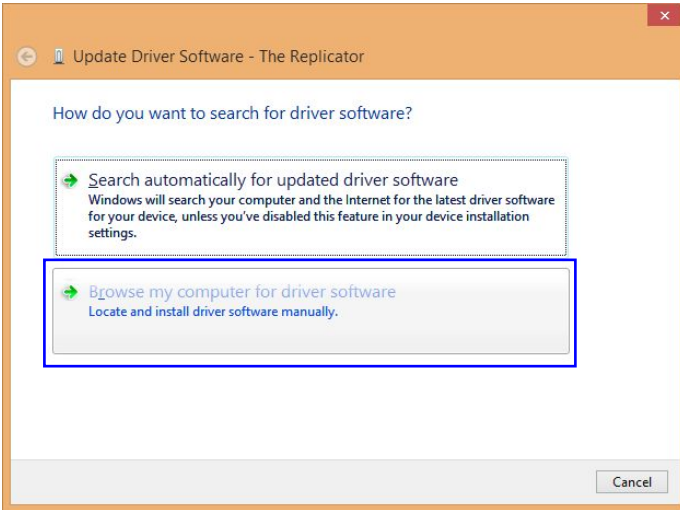 Update Driver Software - The Replicator
How do you want to search for driver software?
Search automatically for updated driver software
Windows will search your computer and the Internet for the latest driver software
for your device, unless you've disabled this feature in your device installation
settings.
Browse my computer for driver software
Locate and install driver software manually.
Cancel